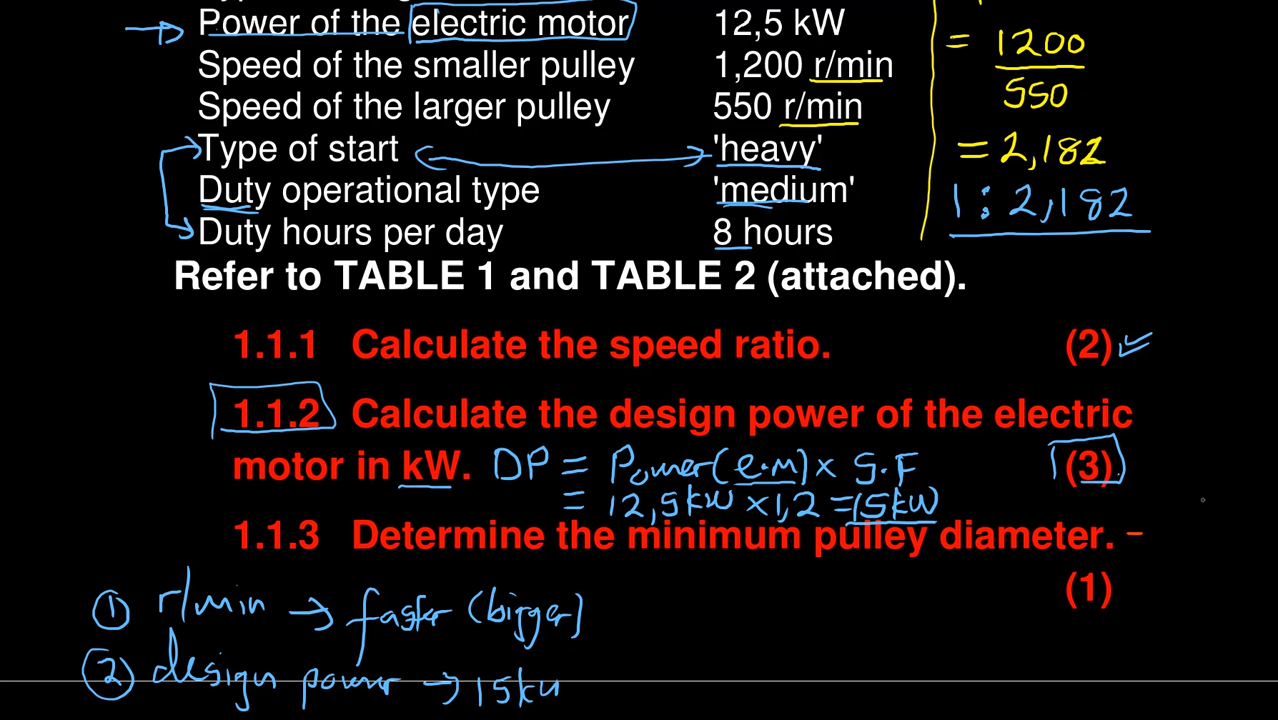 Power of the electric motor 12,5 kW
Speed of the smaller pulley 1,200 r/min
Speed of the larger pulley 550 r/min
Type of start 'heavy'
Duty operational type 'medium'
Duty hours per day 8 hours
= 1200
550
= 2,182
1 : 2,182
Refer to TABLE 1 and TABLE 2 (attached).
1.1.1 Calculate the speed ratio. (2)
1.1.2 Calculate the design power of the electric
motor in kW. (3)
DP = Power(e.m) x S.F
= 12,5kW x 1,2 = 15kW
1.1.3 Determine the minimum pulley diameter. -
(1)
① r/min → faster (bigger)
② design power → 15kW